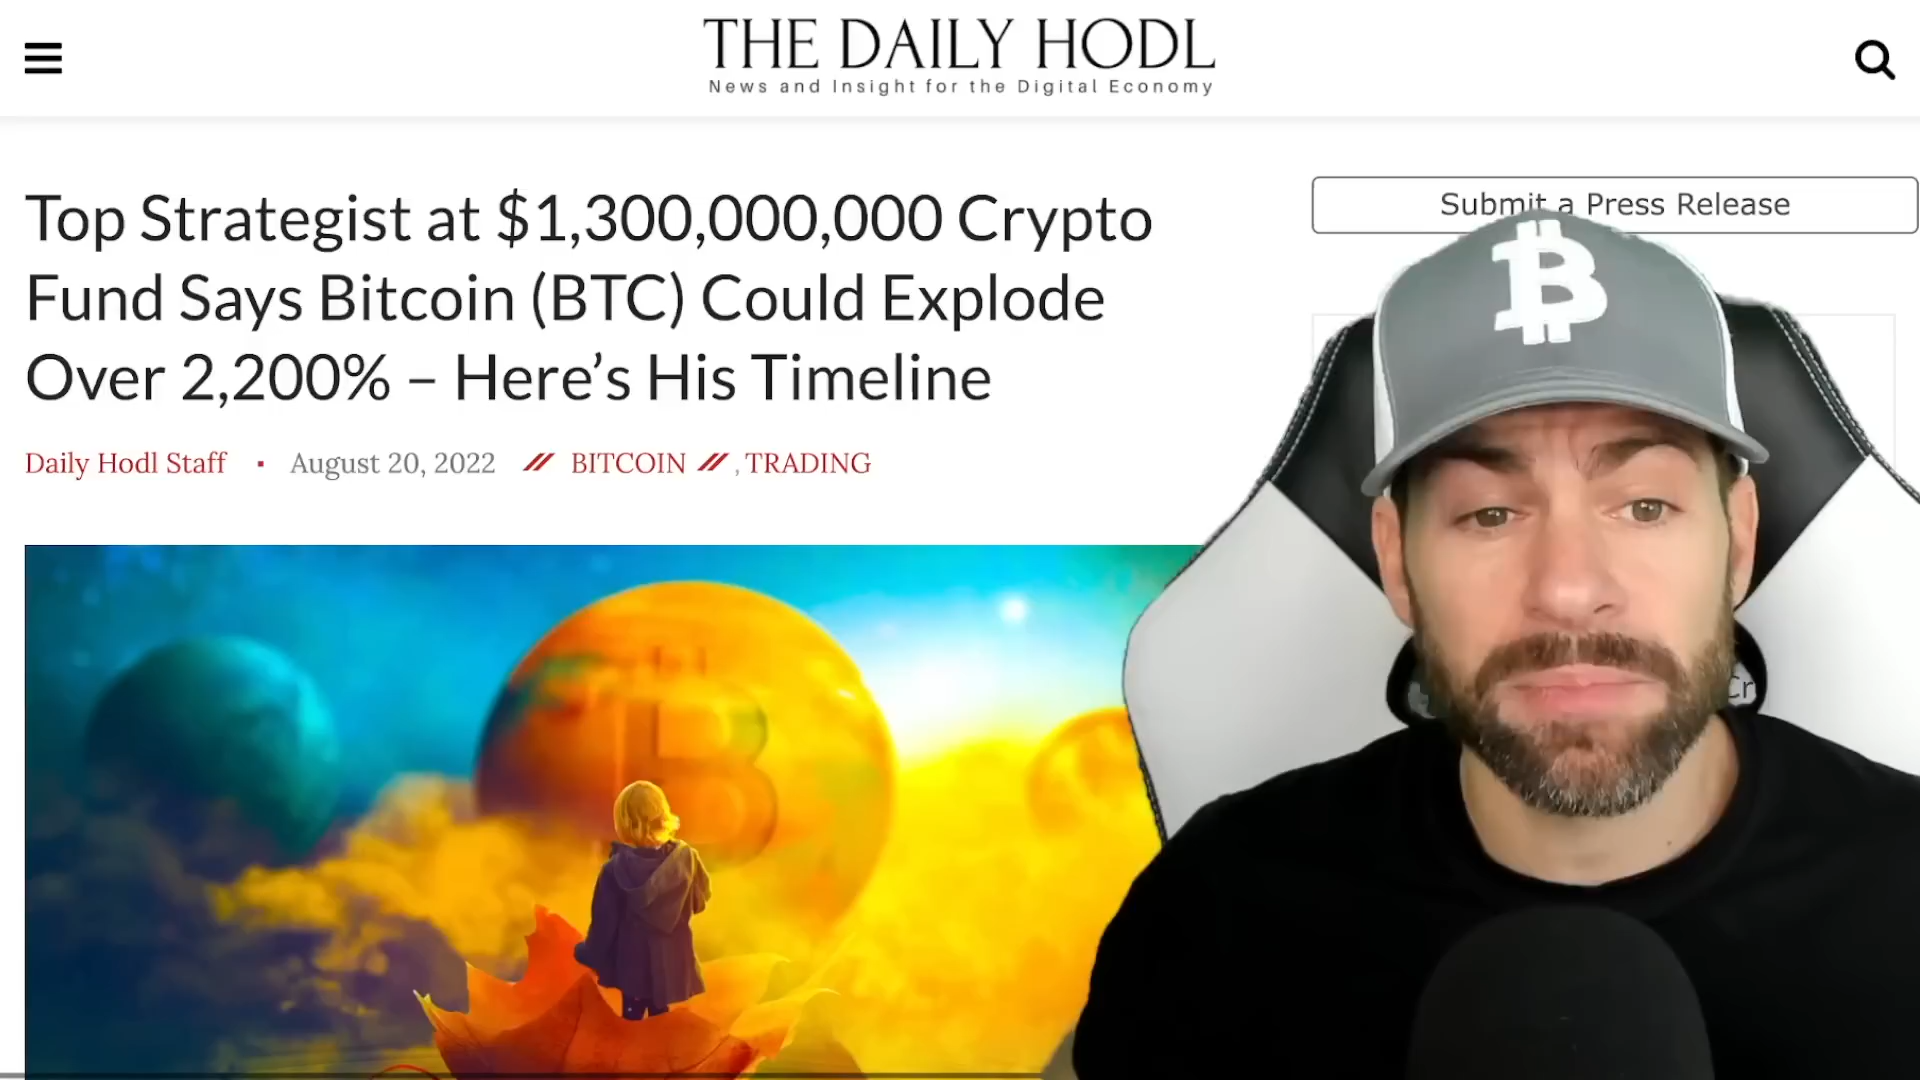 THE DAILY HODL
News and Insight for the Digital Economy
Top Strategist at $1,300,000,000 Crypto
Fund Says Bitcoin (BTC) Could Explode
Over 2,200% – Here’s His Timeline
Daily Hodl Staff ▪ August 20, 2022 // BITCOIN // , TRADING
Submit a Press Release
Cr